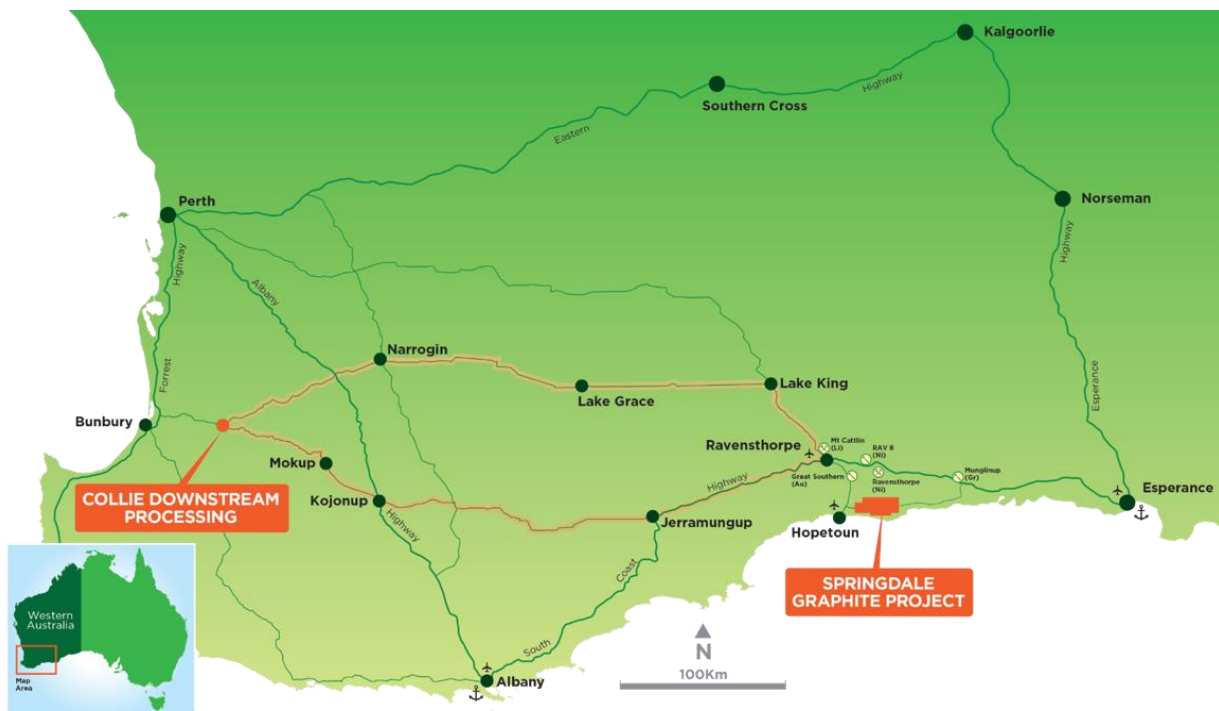 Kalgoorlie
Highway
Southern Cross
Eastern
Perth
Norseman
Highway
Highway
Albany
Narrogin
Lake King
Lake Grace
Forrest
Esperance
Bunbury
Mt Cattlin
(Li)
RAV 8
(Ni)
Ravensthorpe
Mokup
Highway
Great Southern
(Au)
Ravensthorpe
(Ni)
Munglinup
(Gr)
COLLIE DOWNSTREAM
PROCESSING
Kojonup
Highway
Jerramungup
Esperance
Hopetoun
Coast
SPRINGDALE
GRAPHITE PROJECT
South
Albany
N
100Km
Western
Australia
Map
Area